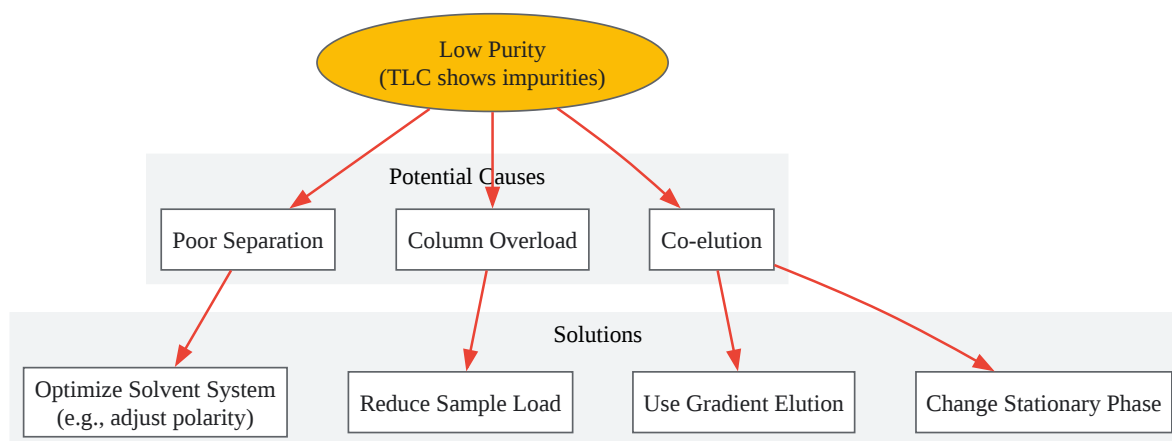 Low Purity
(TLC shows impurities)
Potential Causes
Poor Separation
Column Overload
Co-elution
Solutions
Optimize Solvent System
(e.g., adjust polarity)
Reduce Sample Load
Use Gradient Elution
Change Stationary Phase